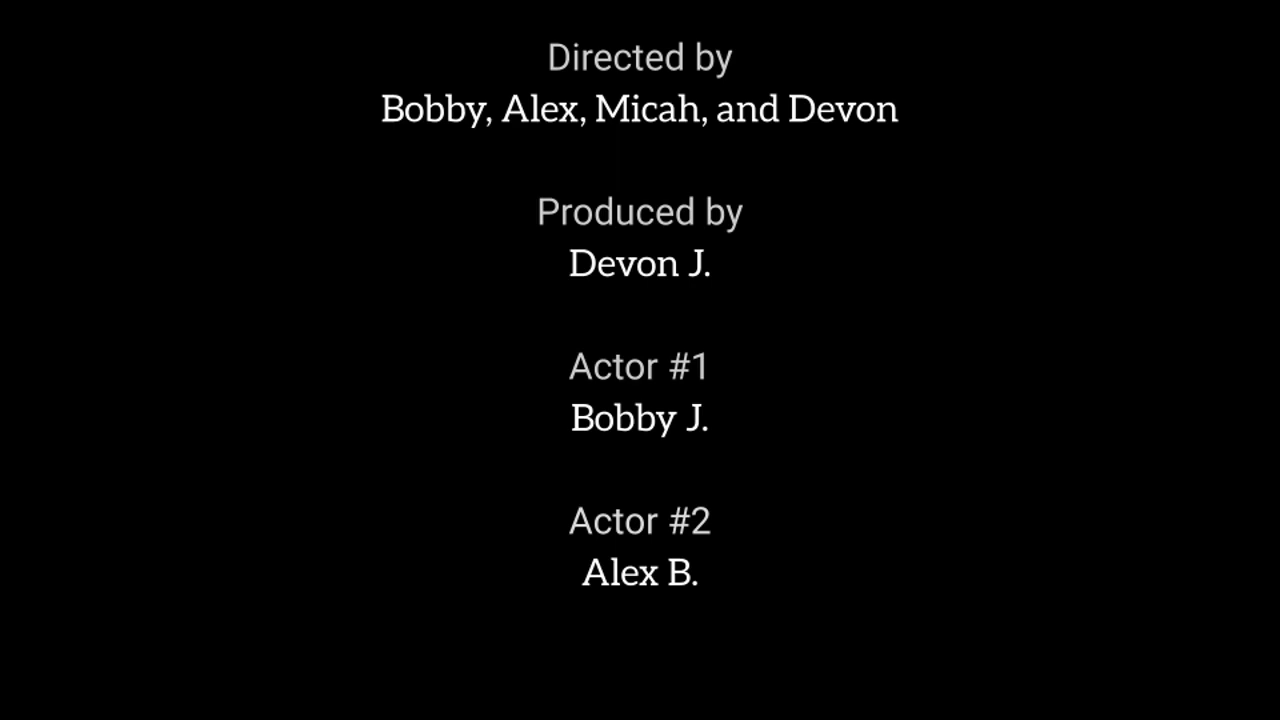 Directed by
Bobby, Alex, Micah, and Devon
Produced by
Devon J.
Actor #1
Bobby J.
Actor #2
Alex B.